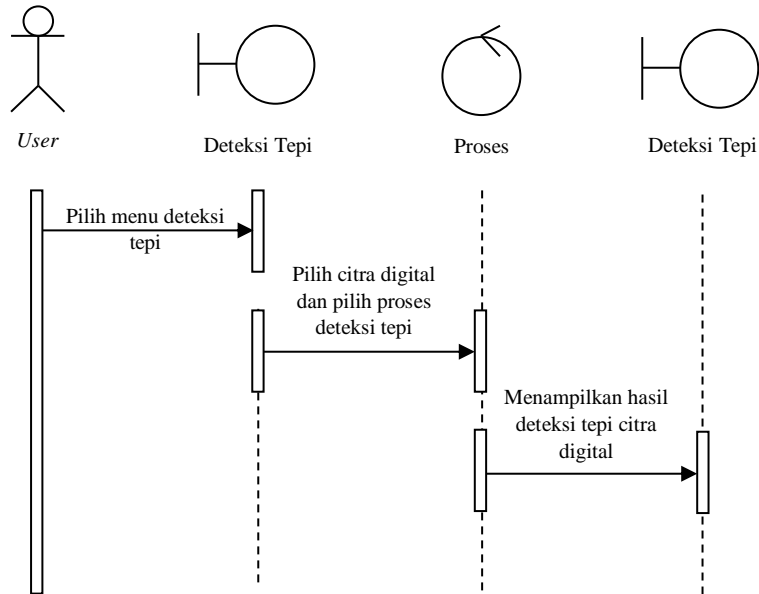 User
Deteksi Tepi
Proses
Deteksi Tepi
Pilih menu deteksi
tepi
Pilih citra digital
dan pilih proses
deteksi tepi
Menampilkan hasil
deteksi tepi citra
digital